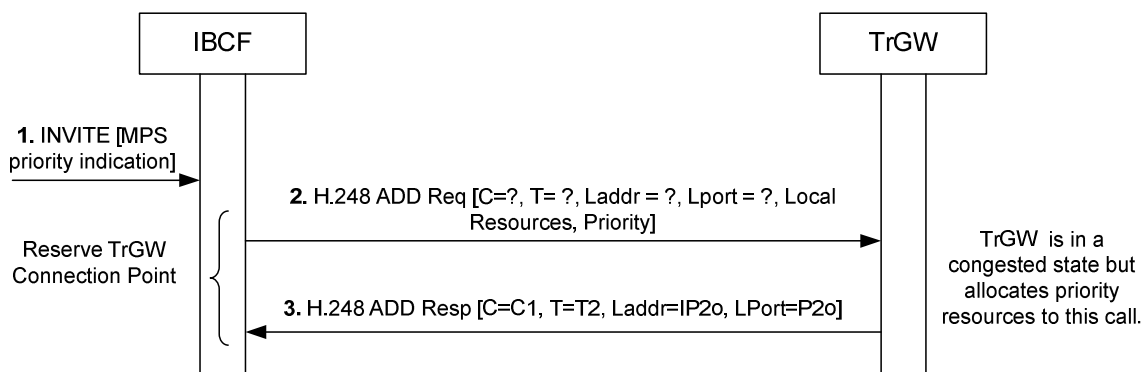 IBCF
TrGW
1. INVITE [MPS
priority indication]
2. H.248 ADD Req [C=?, T= ?, Laddr = ?, Lport = ?, Local
Resources, Priority]
Reserve TrGW
Connection Point
TrGW is in a
congested state but
allocates priority
resources to this call.
3. H.248 ADD Resp [C=C1, T=T2, Laddr=IP2o, LPort=P2o]